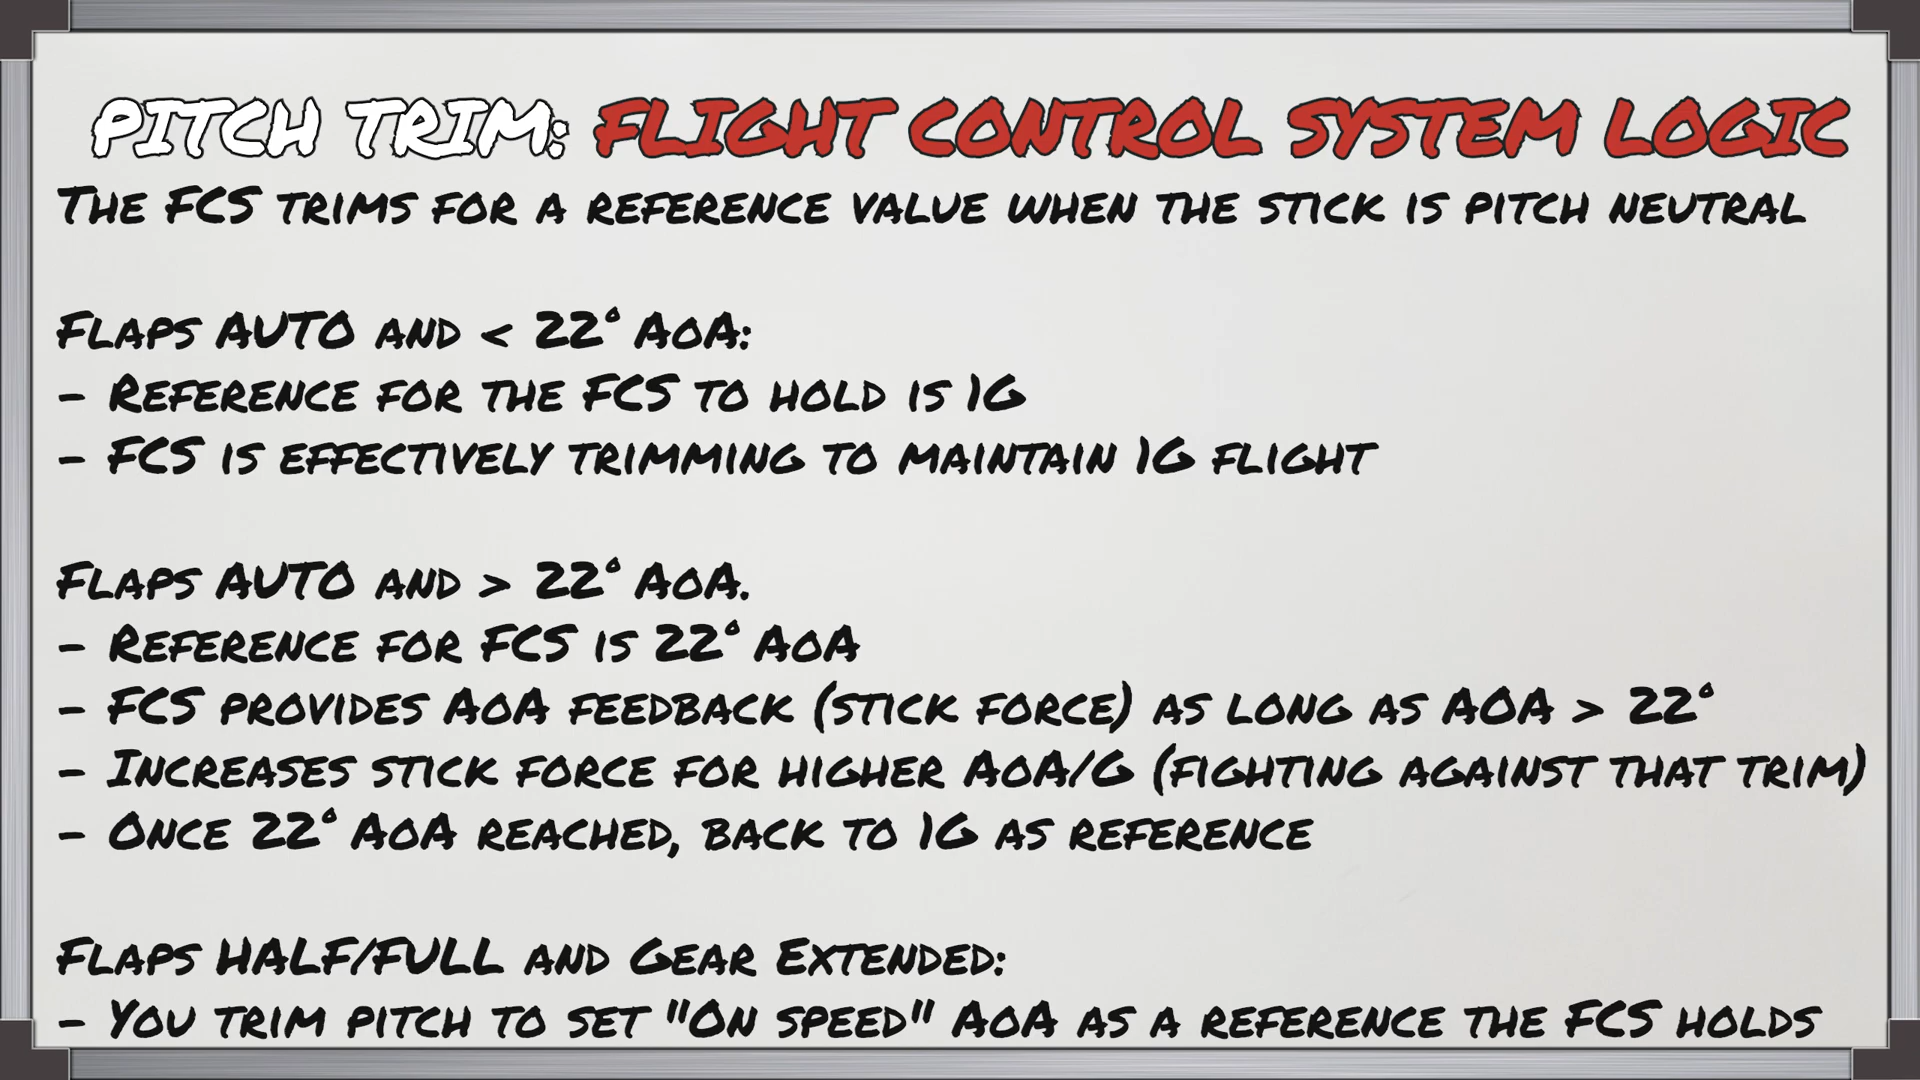 PITCH TRIM: FLIGHT CONTROL SYSTEM LOGIC
The FCS trims for a reference value when the stick is pitch neutral
Flaps AUTO and < 22° AoA:
- Reference for the FCS to hold is 1G
- FCS is effectively trimming to maintain 1G flight
Flaps AUTO and > 22° AoA.
- Reference for FCS is 22° AoA
- FCS provides AoA feedback (stick force) as long as AOA > 22°
- Increases stick force for higher AoA/G (fighting against that trim)
- Once 22° AoA reached, back to 1G as reference
Flaps HALF/FULL and Gear Extended:
- You trim pitch to set "On speed" AoA as a reference the FCS holds